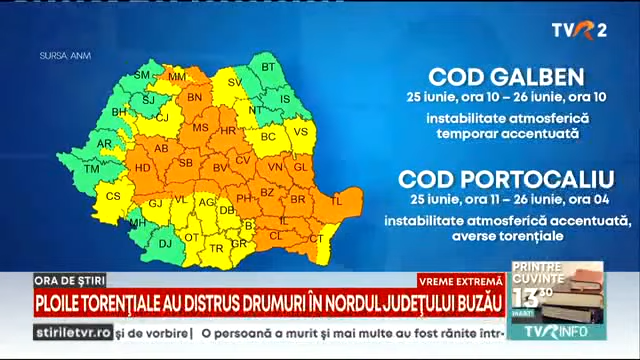 TVR 2
SURSA: ANM
COD GALBEN
25 iunie, ora 10 – 26 iunie, ora 10
instabilitate atmosferică
temporar accentuată
COD PORTOCALIU
25 iunie, ora 11 – 26 iunie, ora 04
instabilitate atmosferică accentuată,
averse torențiale
SM MM BT
SV
BN
SJ IS
NT
BH CJ
MS HR BC VS
AR AB
TM HD SB BV CV VN GL
CS GJ VL AG PH BZ BR TL
DB
MH IL
OT GR CL CT
DJ TR
ORA DE ȘTIRI
VREME EXTREMĂ
PLOILE TORENȚIALE AU DISTRUS DRUMURI ÎN NORDUL JUDEȚULUI BUZĂU
stiriletvr.ro și de vorbire | O persoană a murit și mai multe au fost rănite într-
PRINTRE
CUVINTE
13:30
MARȚI
TVR INFO